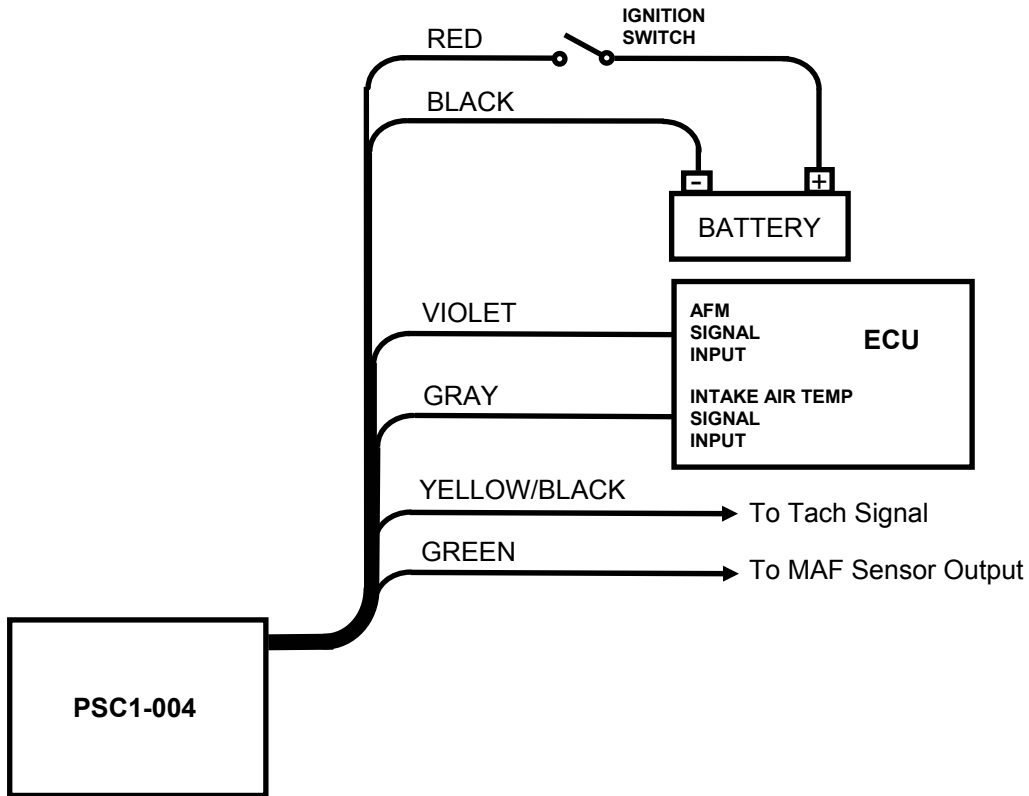 IGNITION
SWITCH
RED
BLACK
- +
BATTERY
VIOLET
AFM
SIGNAL
INPUT
ECU
GRAY
INTAKE AIR TEMP
SIGNAL
INPUT
YELLOW/BLACK
To Tach Signal
GREEN
To MAF Sensor Output
PSC1-004